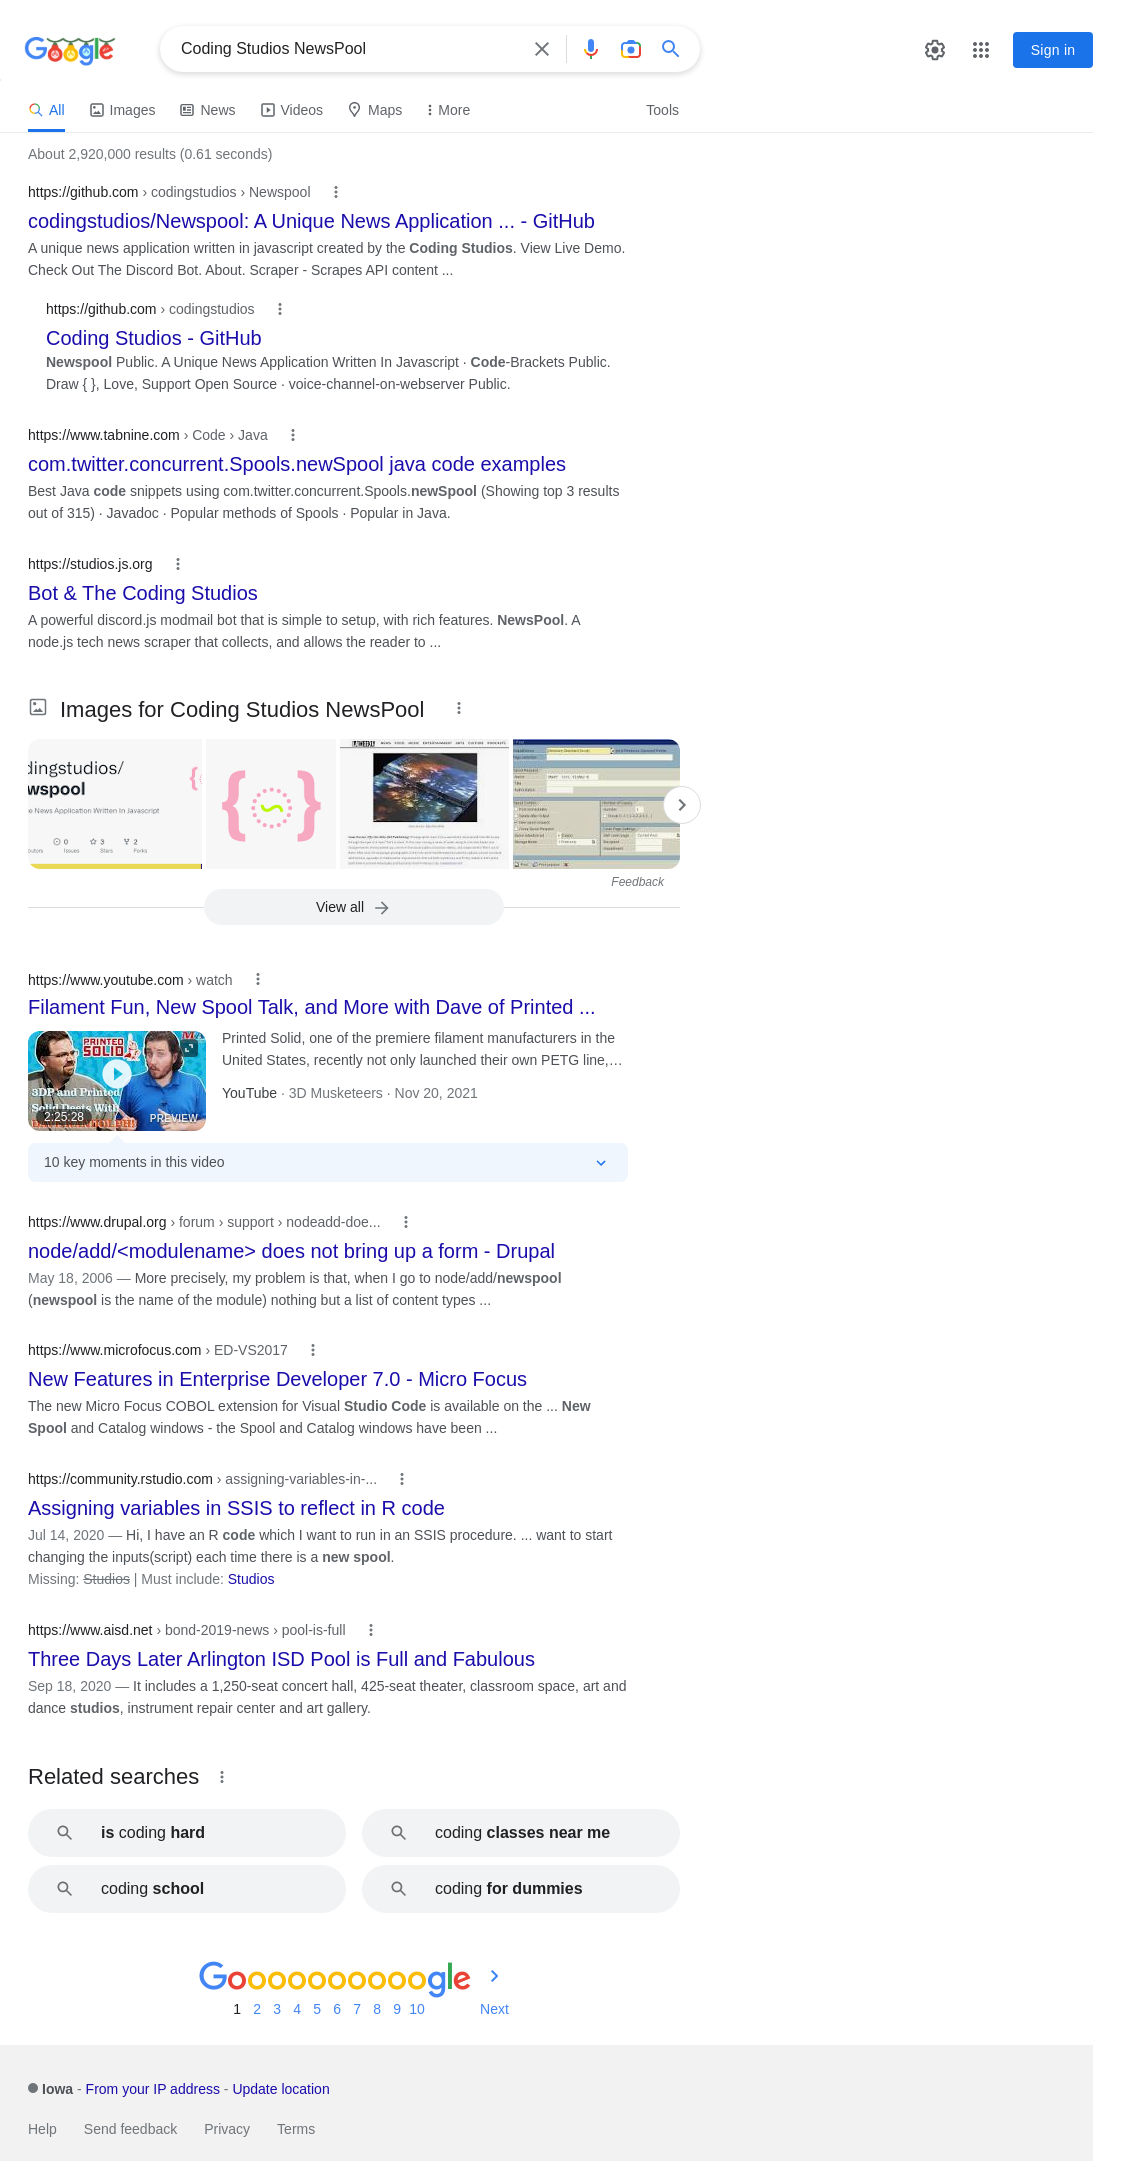 Google
Coding Studios NewsPool
Sign in
All
Images
News
Videos
Maps
More
Tools
About 2,920,000 results (0.61 seconds)
https://github.com › codingstudios › Newspool
codingstudios/Newspool: A Unique News Application ... - GitHub
A unique news application written in javascript created by the Coding Studios. View Live Demo.
Check Out The Discord Bot. About. Scraper - Scrapes API content ...
https://github.com › codingstudios
Coding Studios - GitHub
Newspool Public. A Unique News Application Written In Javascript · Code-Brackets Public.
Draw { }, Love, Support Open Source · voice-channel-on-webserver Public.
https://www.tabnine.com › Code › Java
com.twitter.concurrent.Spools.newSpool java code examples
Best Java code snippets using com.twitter.concurrent.Spools.newSpool (Showing top 3 results
out of 315) · Javadoc · Popular methods of Spools · Popular in Java.
https://studios.js.org
Bot & The Coding Studios
A powerful discord.js modmail bot that is simple to setup, with rich features. NewsPool. A
node.js tech news scraper that collects, and allows the reader to ...
Images for Coding Studios NewsPool
dingstudios/
wspool
e News Application Written In Javascript
0
3
2
utors
Issues
Stars
Forks
Feedback
View all
https://www.youtube.com › watch
Filament Fun, New Spool Talk, and More with Dave of Printed ...
PRINTED
SOLID
3DP and Printed
Solid Deets With
2:25:28
PREVIEW
Printed Solid, one of the premiere filament manufacturers in the
United States, recently not only launched their own PETG line,…
YouTube · 3D Musketeers · Nov 20, 2021
10 key moments in this video
https://www.drupal.org › forum › support › nodeadd-doe...
node/add/<modulename> does not bring up a form - Drupal
May 18, 2006 — More precisely, my problem is that, when I go to node/add/newspool
(newspool is the name of the module) nothing but a list of content types ...
https://www.microfocus.com › ED-VS2017
New Features in Enterprise Developer 7.0 - Micro Focus
The new Micro Focus COBOL extension for Visual Studio Code is available on the ... New
Spool and Catalog windows - the Spool and Catalog windows have been ...
https://community.rstudio.com › assigning-variables-in-...
Assigning variables in SSIS to reflect in R code
Jul 14, 2020 — Hi, I have an R code which I want to run in an SSIS procedure. ... want to start
changing the inputs(script) each time there is a new spool.
Missing: Studios | Must include: Studios
https://www.aisd.net › bond-2019-news › pool-is-full
Three Days Later Arlington ISD Pool is Full and Fabulous
Sep 18, 2020 — It includes a 1,250-seat concert hall, 425-seat theater, classroom space, art and
dance studios, instrument repair center and art gallery.
Related searches
is coding hard
coding classes near me
coding school
coding for dummies
Goooooooooogle
1 2 3 4 5 6 7 8 9 10 Next
Iowa - From your IP address - Update location
Help Send feedback Privacy Terms